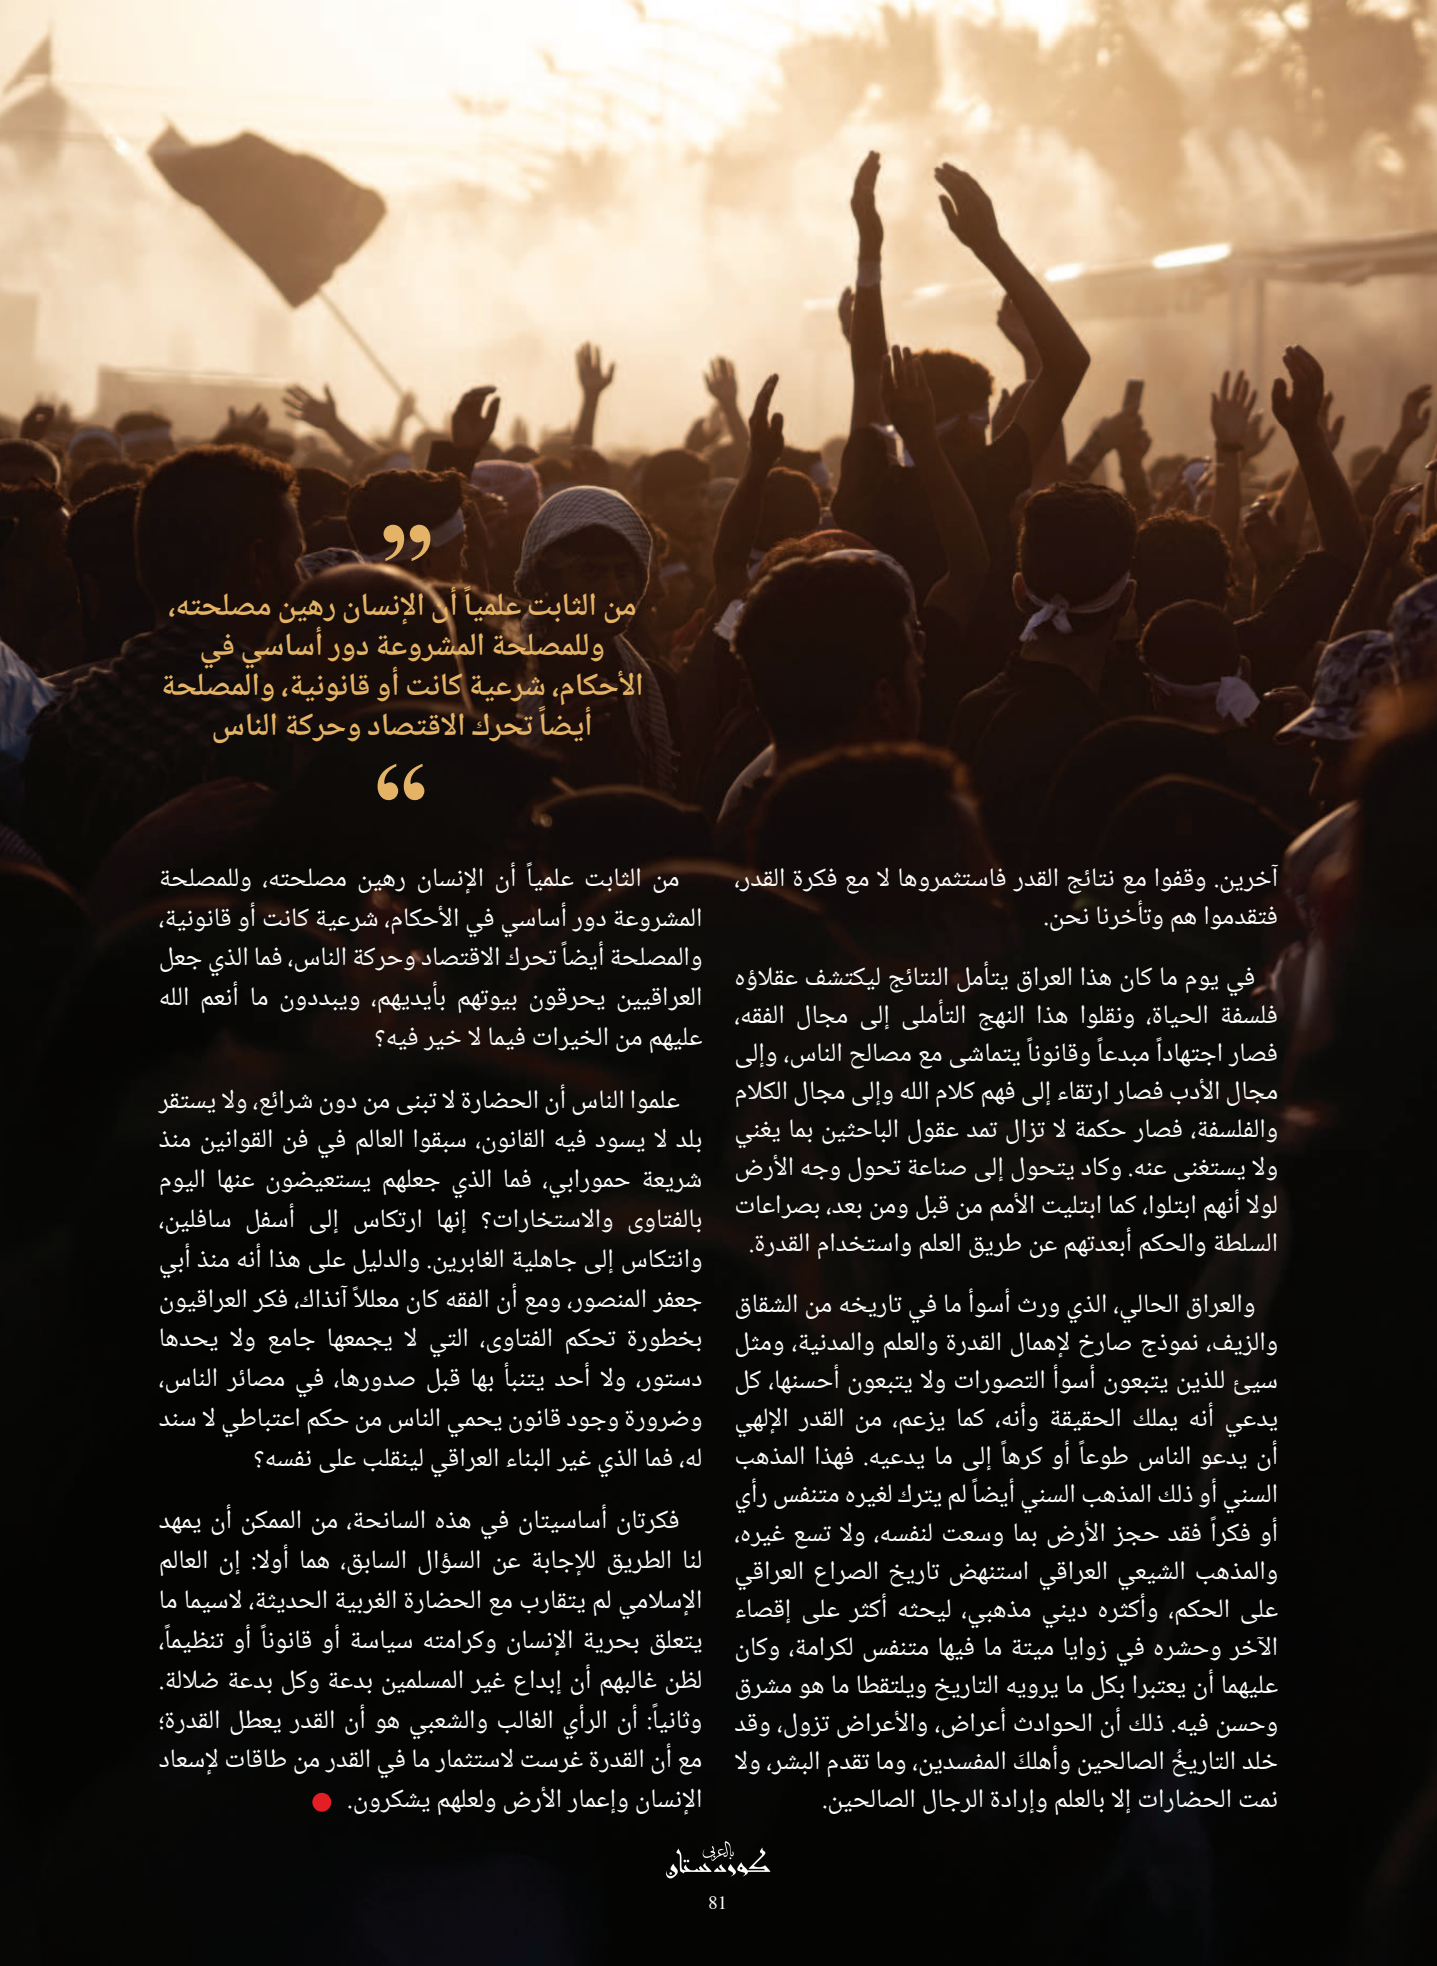 من الثابت علمياً أن الإنسان رهين مصلحته،
وللمصلحة المشروعة دور أساسي في
الأحكام، شرعية كانت أو قانونية، والمصلحة
أيضاً تحرك الاقتصاد وحركة الناس
آخرين. وقفوا مع نتائج القدر فاستثمروها لا مع فكرة القدر،
فتقدموا هم وتأخرنا نحن.
في يوم ما كان هذا العراق يتأمل النتائج ليكتشف عقلاؤه
فلسفة الحياة، ونقلوا هذا النهج التأملى إلى مجال الفقه،
فصار اجتهاداً مبدعاً وقانوناً يتماشى مع مصالح الناس، وإلى
مجال الأدب فصار ارتقاء إلى فهم كلام الله وإلى مجال الكلام
والفلسفة، فصار حكمة لا تزال تمد عقول الباحثين بما يغني
ولا يستغنى عنه. وكاد يتحول إلى صناعة تحول وجه الأرض
لولا أنهم ابتلوا، كما ابتليت الأمم من قبل ومن بعد، بصراعات
السلطة والحكم أبعدتهم عن طريق العلم واستخدام القدرة.
والعراق الحالي، الذي ورث أسوأ ما في تاريخه من الشقاق
والزيف، نموذج صارخ لإهمال القدرة والعلم والمدنية، ومثل
سيئ للذين يتبعون أسوأ التصورات ولا يتبعون أحسنها، كل
يدعي أنه يملك الحقيقة وأنه، كما يزعم، من القدر الإلهي
أن يدعو الناس طوعاً أو كرهاً إلى ما يدعيه. فهذا المذهب
السني أو ذلك المذهب السني أيضاً لم يترك لغيره متنفس رأي
أو فكراً فقد حجز الأرض بما وسعت لنفسه، ولا تسع غيره،
والمذهب الشيعي العراقي استنهض تاريخ الصراع العراقي
على الحكم، وأكثره ديني مذهبي، ليحثه أكثر على إقصاء
الآخر وحشره في زوايا ميتة ما فيها متنفس لكرامة، وكان
عليهما أن يعتبرا بكل ما يرويه التاريخ ويلتقطا ما هو مشرق
وحسن فيه. ذلك أن الحوادث أعراض، والأعراض تزول، وقد
خلد التاريخُ الصالحين وأهلكَ المفسدين، وما تقدم البشر، ولا
نمت الحضارات إلا بالعلم وإرادة الرجال الصالحين.
من الثابت علمياً أن الإنسان رهين مصلحته، وللمصلحة
المشروعة دور أساسي في الأحكام، شرعية كانت أو قانونية،
والمصلحة أيضاً تحرك الاقتصاد وحركة الناس، فما الذي جعل
العراقيين يحرقون بيوتهم بأيديهم، ويبددون ما أنعم الله
عليهم من الخيرات فيما لا خير فيه؟
علموا الناس أن الحضارة لا تبنى من دون شرائع، ولا يستقر
بلد لا يسود فيه القانون، سبقوا العالم في فن القوانين منذ
شريعة حمورابي، فما الذي جعلهم يستعيضون عنها اليوم
بالفتاوى والاستخارات؟ إنها ارتكاس إلى أسفل سافلين،
وانتكاس إلى جاهلية الغابرين. والدليل على هذا أنه منذ أبي
جعفر المنصور، ومع أن الفقه كان معللاً آنذاك، فكر العراقيون
بخطورة تحكم الفتاوى، التي لا يجمعها جامع ولا يحدها
دستور، ولا أحد يتنبأ بها قبل صدورها، في مصائر الناس،
وضرورة وجود قانون يحمي الناس من حكم اعتباطي لا سند
له، فما الذي غير البناء العراقي لينقلب على نفسه؟
فكرتان أساسيتان في هذه السانحة، من الممكن أن يمهد
لنا الطريق للإجابة عن السؤال السابق، هما أولا: إن العالم
الإسلامي لم يتقارب مع الحضارة الغربية الحديثة، لاسيما ما
يتعلق بحرية الإنسان وكرامته سياسة أو قانوناً أو تنظيماً،
لظن غالبهم أن إبداع غير المسلمين بدعة وكل بدعة ضلالة.
وثانياً: أن الرأي الغالب والشعبي هو أن القدر يعطل القدرة؛
مع أن القدرة غرست لاستثمار ما في القدر من طاقات لإسعاد
الإنسان وإعمار الأرض ولعلهم يشكرون.
بالعربي
كوردستان
81